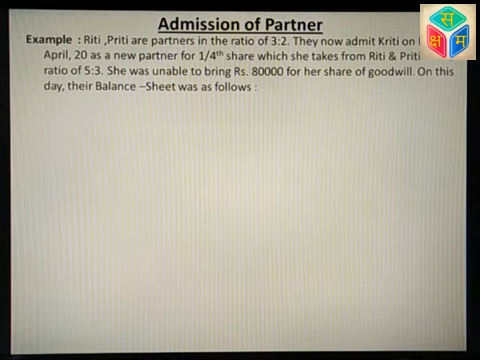 Admission of Partner
Example : Riti ,Priti are partners in the ratio of 3:2. They now admit Kriti on
April, 20 as a new partner for 1/4th share which she takes from Riti & Priti
ratio of 5:3. She was unable to bring Rs. 80000 for her share of goodwill. On this
day, their Balance –Sheet was as follows :
स
क्ष
म